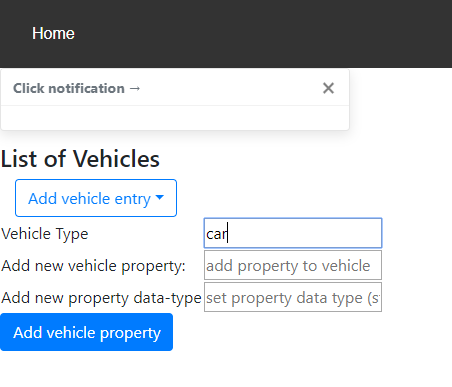 Home
Click notification →
×
List of Vehicles
Add vehicle entry
Vehicle Type car
Add new vehicle property: add property to vehicle
Add new property data-type set property data type (s
Add vehicle property